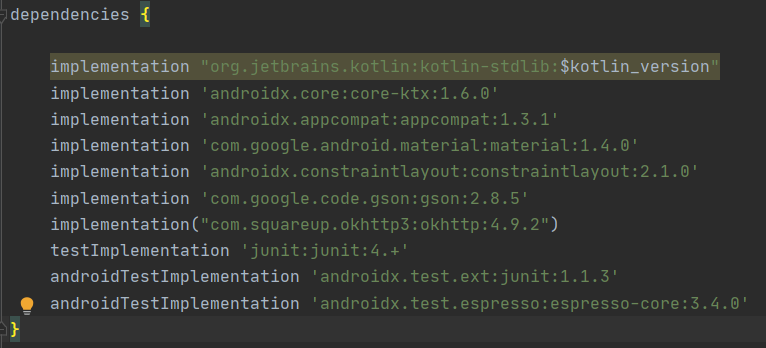 dependencies {
implementation "org.jetbrains.kotlin:kotlin-stdlib:$kotlin_version"
implementation 'androidx.core:core-ktx:1.6.0'
implementation 'androidx.appcompat:appcompat:1.3.1'
implementation 'com.google.android.material:material:1.4.0'
implementation 'androidx.constraintlayout:constraintlayout:2.1.0'
implementation 'com.google.code.gson:gson:2.8.5'
implementation("com.squareup.okhttp3:okhttp:4.9.2")
testImplementation 'junit:junit:4.+'
androidTestImplementation 'androidx.test.ext:junit:1.1.3'
androidTestImplementation 'androidx.test.espresso:espresso-core:3.4.0'
}